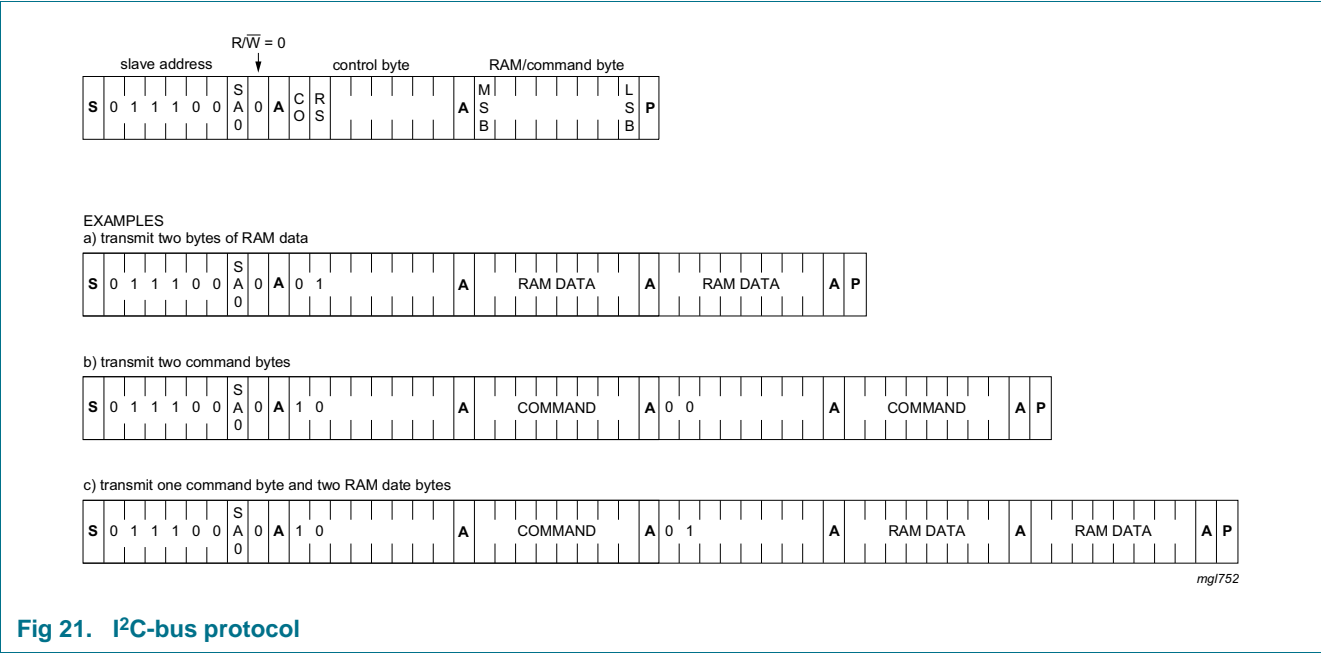 R/W̅ = 0
slave address control byte RAM/command byte
S 0 1 1 1 0 0 SA0 0 A CO RS A MSB LSB P
EXAMPLES
a) transmit two bytes of RAM data
S 0 1 1 1 0 0 SA0 0 A 0 1 A RAM DATA A RAM DATA A P
b) transmit two command bytes
S 0 1 1 1 0 0 SA0 0 A 1 0 A COMMAND A 0 0 A COMMAND A P
c) transmit one command byte and two RAM date bytes
S 0 1 1 1 0 0 SA0 0 A 1 0 A COMMAND A 0 1 A RAM DATA A RAM DATA A P
mgl752
Fig 21. I²C-bus protocol